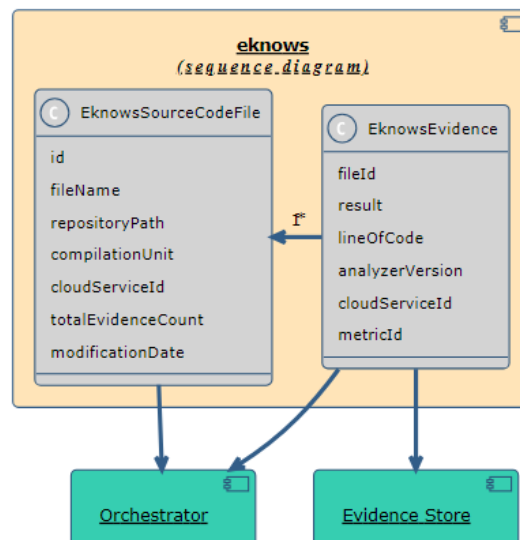 eknows
(sequence diagram)
C EknowsSourceCodeFile
id
fileName
repositoryPath
compilationUnit
cloudServiceId
totalEvidenceCount
modificationDate
C EknowsEvidence
fileId
result
lineOfCode
analyzerVersion
cloudServiceId
metricId
1*
Orchestrator
Evidence Store